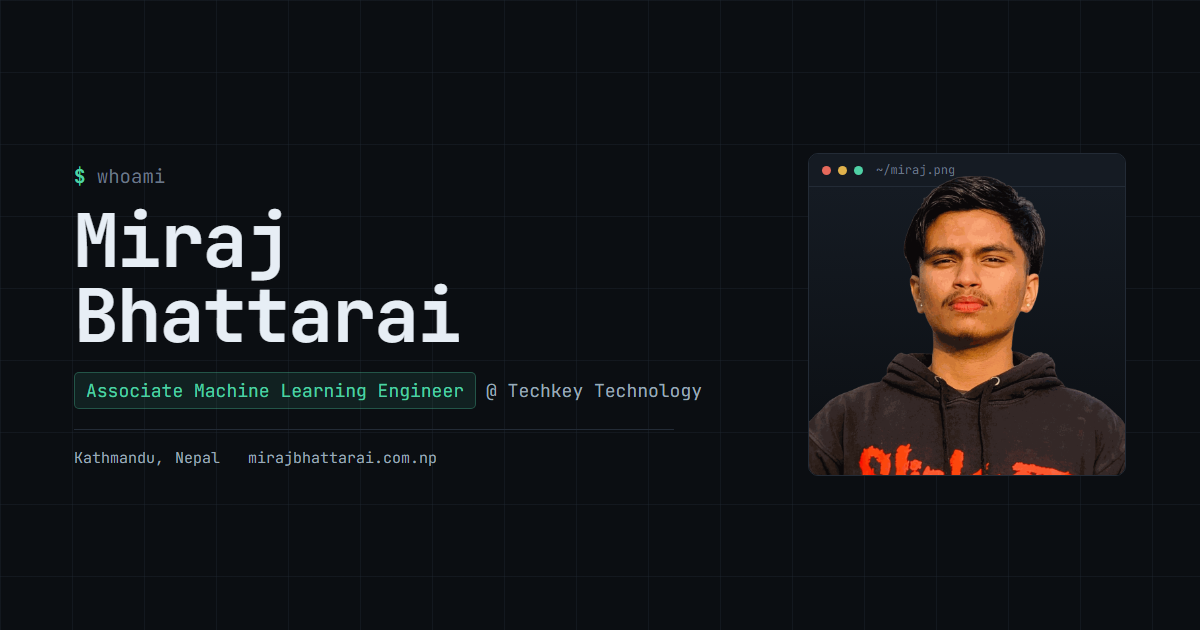 $ whoami
Miraj
Bhattarai
Associate Machine Learning Engineer @ Techkey Technology
Kathmandu, Nepal mirajbhattarai.com.np
~/miraj.png